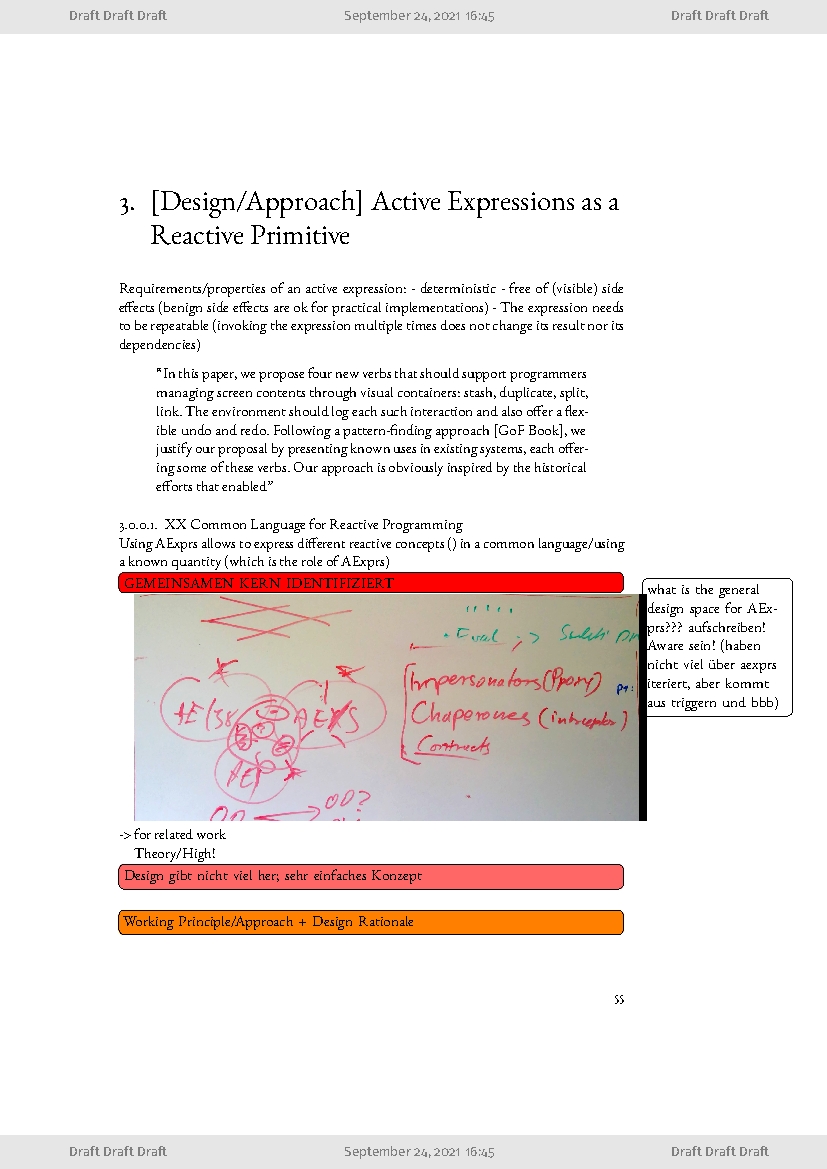 Draft Draft Draft September 24, 2021 16:45 Draft Draft Draft
3. [Design/Approach] Active Expressions as a
Reactive Primitive
Requirements/properties of an active expression: - deterministic - free of (visible) side
effects (benign side effects are ok for practical implementations) - The expression needs
to be repeatable (invoking the expression multiple times does not change its result nor its
dependencies)
“In this paper, we propose four new verbs that should support programmers
managing screen contents through visual containers: stash, duplicate, split,
link. The environment should log each such interaction and also offer a flex-
ible undo and redo. Following a pattern-finding approach [GoF Book], we
justify our proposal by presenting known uses in existing systems, each offer-
ing some of these verbs. Our approach is obviously inspired by the historical
efforts that enabled”
3.0.0.1. XX Common Language for Reactive Programming
Using AExprs allows to express different reactive concepts () in a common language/using
a known quantity (which is the role of AExprs)
GEMEINSAMEN KERN IDENTIFIZIERT
what is the general
design space for AEx-
prs??? aufschreiben!
Aware sein! (haben
nicht viel über aexprs
iteriert, aber kommt
aus triggern und bbb)
Eval
Impersonators (Proxy)
Chaperones (interceptor)
Contracts
OO?
-> for related work
Theory/High!
Design gibt nicht viel her; sehr einfaches Konzept
Working Principle/Approach + Design Rationale
55
Draft Draft Draft September 24, 2021 16:45 Draft Draft Draft